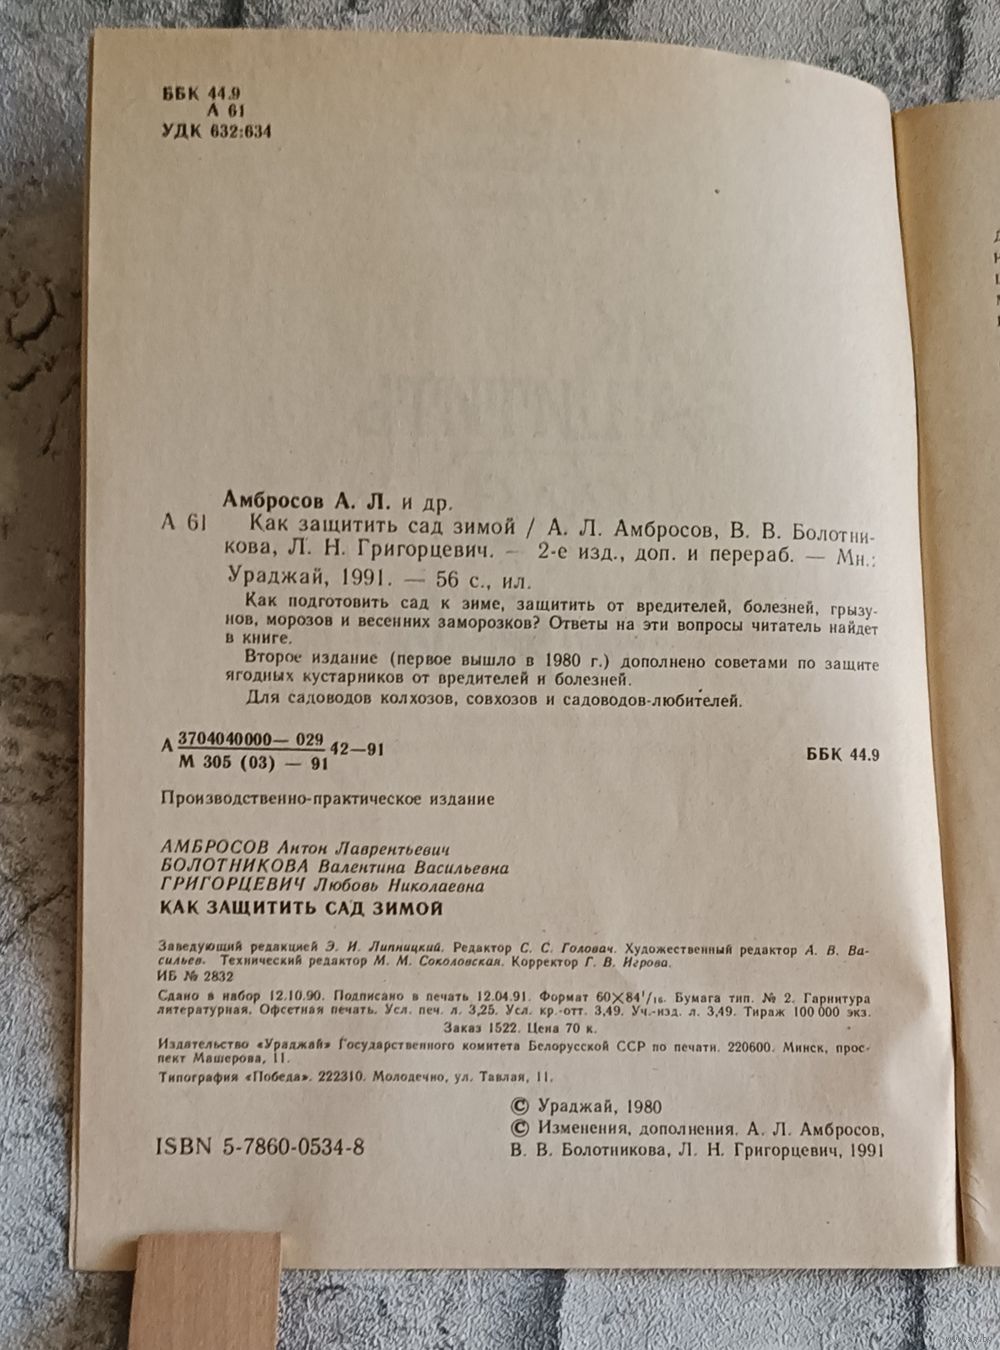 ББК 44.9
А 61
УДК 632:634
Амбросов А. Л. и др.
А 61 Как защитить сад зимой / А. Л. Амбросов, В. В. Болотни-
кова, Л. Н. Григорцевич. — 2-е изд., доп. и перераб. — Мн.:
Ураджай, 1991. — 56 с., ил.
Как подготовить сад к зиме, защитить от вредителей, болезней, грызу-
нов, морозов и весенних заморозков? Ответы на эти вопросы читатель найдет
в книге.
Второе издание (первое вышло в 1980 г.) дополнено советами по защите
ягодных кустарников от вредителей и болезней.
Для садоводов колхозов, совхозов и садоводов-любителей.
А 3704040000—029 42—91
М 305 (03) — 91
ББК 44.9
Производственно-практическое издание
АМБРОСОВ Антон Лаврентьевич
БОЛОТНИКОВА Валентина Васильевна
ГРИГОРЦЕВИЧ Любовь Николаевна
КАК ЗАЩИТИТЬ САД ЗИМОЙ
Заведующий редакцией Э. И. Липницкий. Редактор С. С. Головач. Художественный редактор А. В. Ва-
сильев. Технический редактор М. М. Соколовская. Корректор Г. В. Игрова.
ИБ № 2832
Сдано в набор 12.10.90. Подписано в печать 12.04.91. Формат 60×84¹/₁₆. Бумага тип. № 2. Гарнитура
литературная. Офсетная печать. Усл. печ. л. 3,25. Усл. кр.-отт. 3,49. Уч.-изд. л. 3,49. Тираж 100 000 экз.
Заказ 1522. Цена 70 к.
Издательство «Ураджай» Государственного комитета Белорусской ССР по печати. 220600. Минск, прос-
пект Машерова, 11.
Типография «Победа». 222310. Молодечно, ул. Тавлая, 11.
© Ураджай, 1980
© Изменения, дополнения. А. Л. Амбросов,
В. В. Болотникова, Л. Н. Григорцевич, 1991
ISBN 5-7860-0534-8